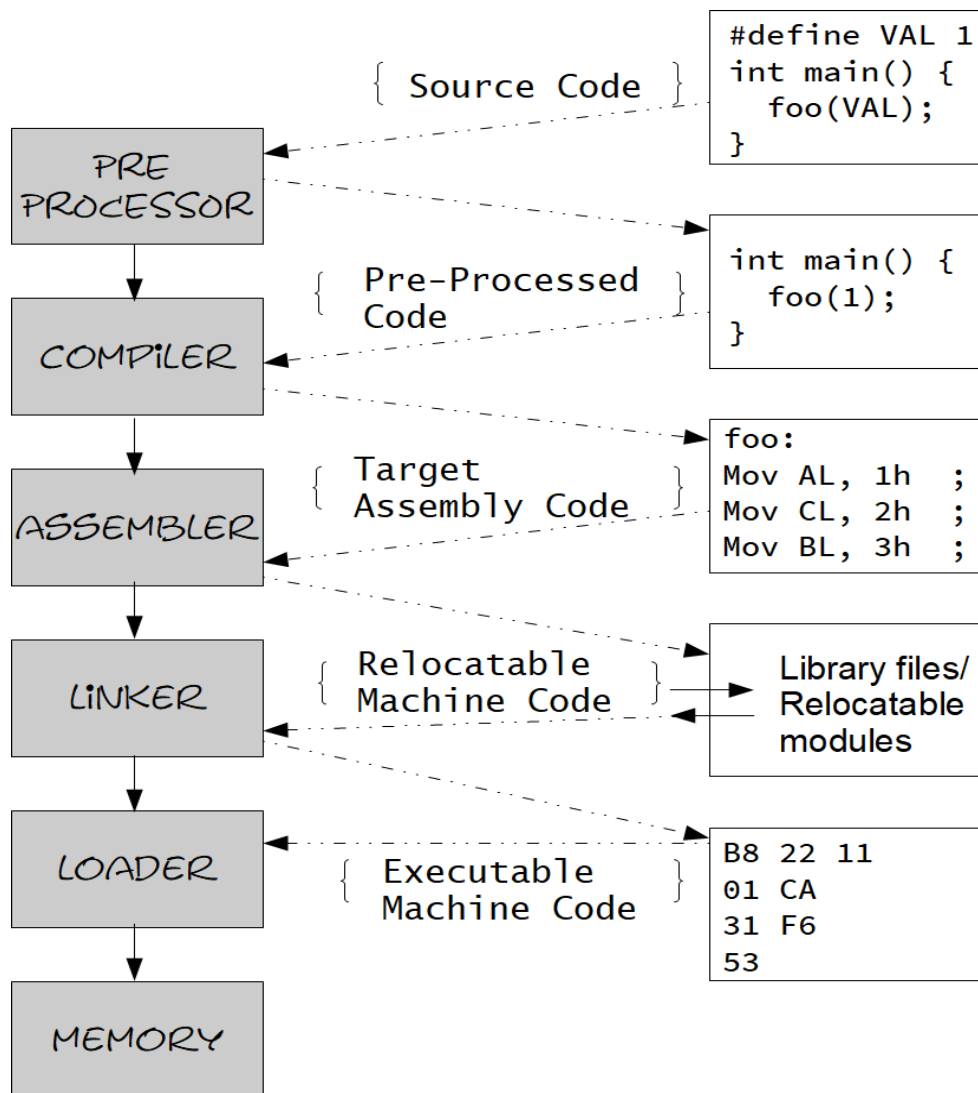 #define VAL 1
int main() {
  foo(VAL);
}
{ Source Code }
PRE
PROCESSOR
int main() {
  foo(1);
}
{ Pre-Processed
Code }
COMPILER
foo:
Mov AL, 1h  ;
Mov CL, 2h  ;
Mov BL, 3h  ;
{ Target
Assembly Code }
ASSEMBLER
{ Relocatable
Machine Code }
Library files/
Relocatable
modules
LINKER
B8 22 11
01 CA
31 F6
53
{ Executable
Machine Code }
LOADER
MEMORY